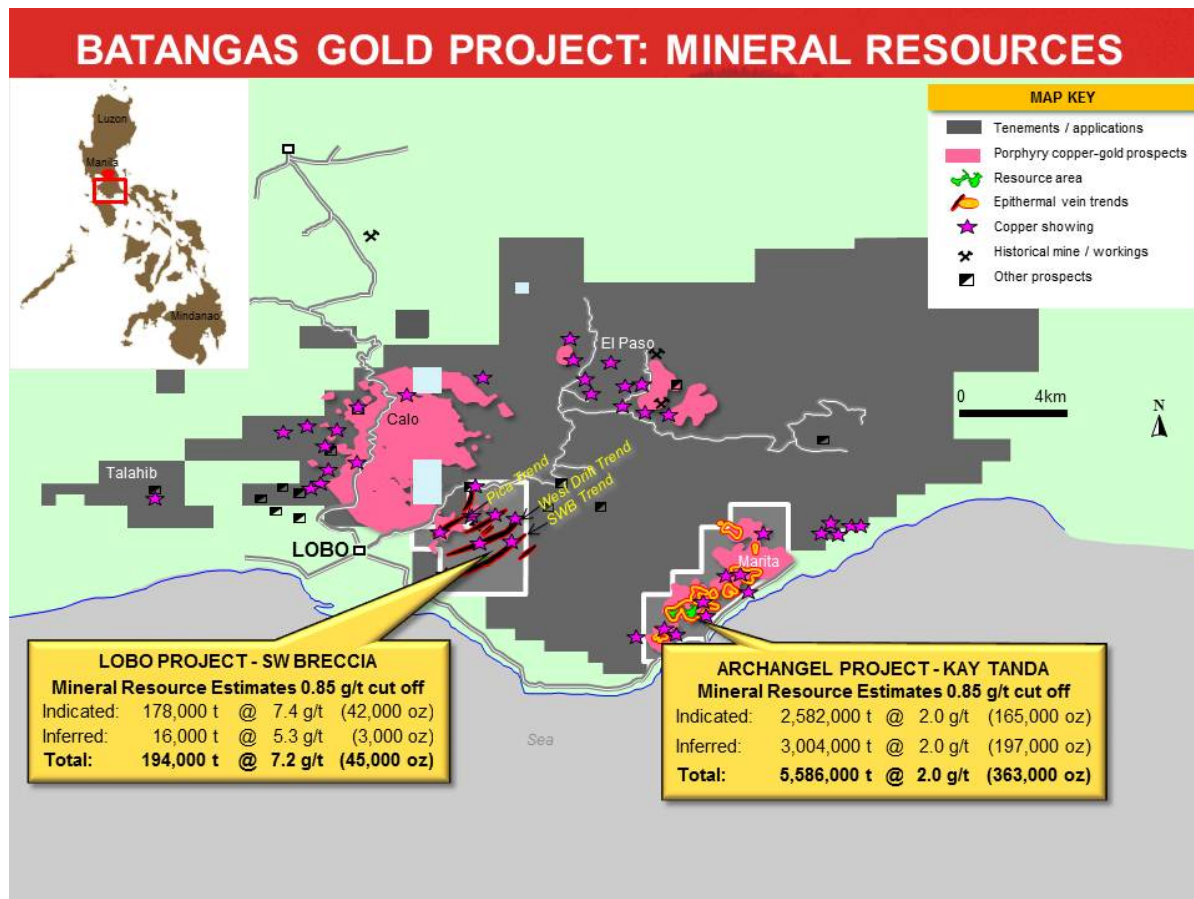 BATANGAS GOLD PROJECT: MINERAL RESOURCES
Luzon
Manila
Mindanao
MAP KEY
Tenements / applications
Porphyry copper-gold prospects
Resource area
Epithermal vein trends
Copper showing
Historical mine / workings
Other prospects
El Paso
0 4km
N
Calo
Talahib
Pica Trend
West Drift Trend
SWB Trend
LOBO
Marita
LOBO PROJECT - SW BRECCIA
Mineral Resource Estimates 0.85 g/t cut off
Indicated: 178,000 t @ 7.4 g/t (42,000 oz)
Inferred: 16,000 t @ 5.3 g/t (3,000 oz)
Total: 194,000 t @ 7.2 g/t (45,000 oz)
ARCHANGEL PROJECT - KAY TANDA
Mineral Resource Estimates 0.85 g/t cut off
Indicated: 2,582,000 t @ 2.0 g/t (165,000 oz)
Inferred: 3,004,000 t @ 2.0 g/t (197,000 oz)
Total: 5,586,000 t @ 2.0 g/t (363,000 oz)
Sea